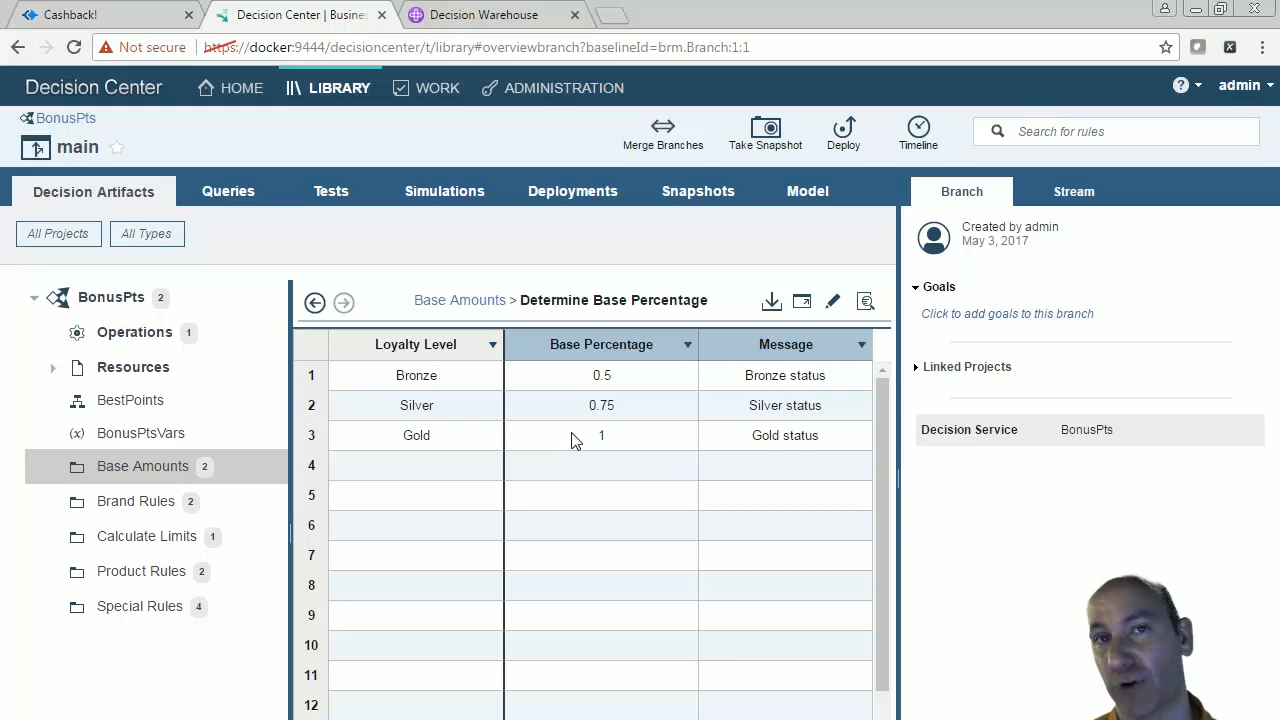 Cashback!
Decision Center | Busines
Decision Warehouse
Not secure
https://docker:9444/decisioncenter/t/library#overviewbranch?baselineId=brm.Branch:1:1
Decision Center
HOME
LIBRARY
WORK
ADMINISTRATION
?
admin
BonusPts
main
Merge Branches
Take Snapshot
Deploy
Timeline
Search for rules
Decision Artifacts
Queries
Tests
Simulations
Deployments
Snapshots
Model
Branch
Stream
All Projects
All Types
Created by admin
May 3, 2017
Goals
Click to add goals to this branch
Linked Projects
Decision Service BonusPts
BonusPts 2
Operations 1
Resources
BestPoints
(x) BonusPtsVars
Base Amounts 2
Brand Rules 2
Calculate Limits 1
Product Rules 2
Special Rules 4
Base Amounts > Determine Base Percentage
Loyalty Level Base Percentage Message
1 Bronze 0.5 Bronze status
2 Silver 0.75 Silver status
3 Gold 1 Gold status
4
5
6
7
8
9
10
11
12